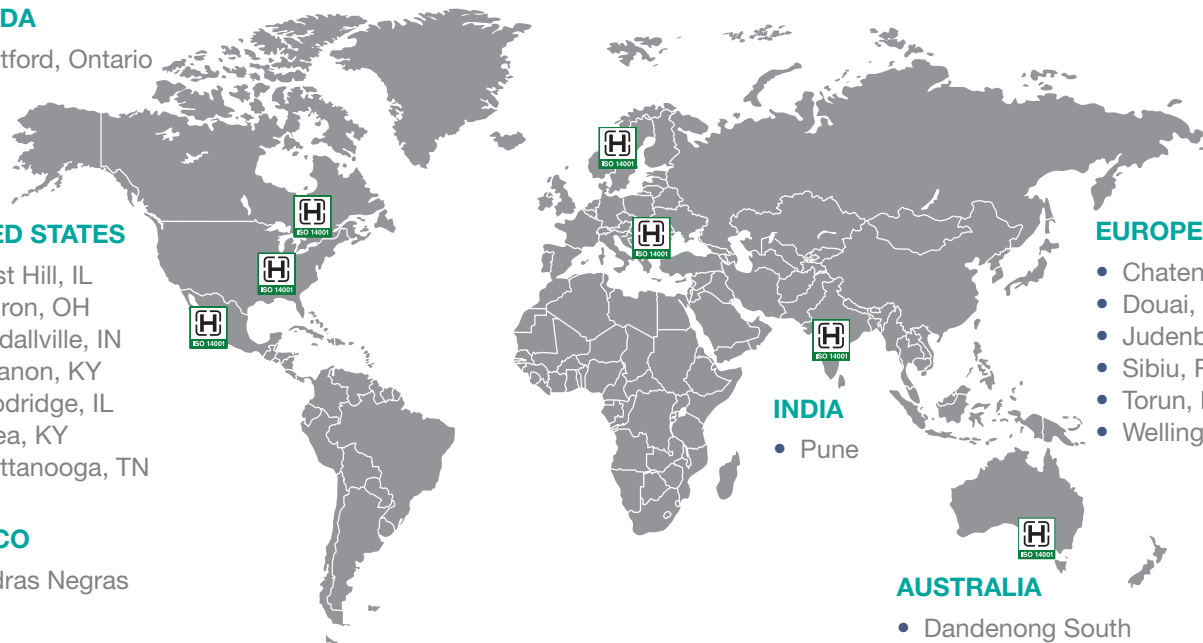 DA
tford, Ontario
ED STATES
st Hill, IL
ron, OH
dallville, IN
anon, KY
odridge, IL
ea, KY
ttanooga, TN
CO
dras Negras
H
ISO 14001
H
ISO 14001
H
ISO 14001
H
ISO 14001
H
ISO 14001
H
ISO 14001
INDIA
• Pune
H
ISO 14001
AUSTRALIA
• Dandenong South
EUROPE
• Chaten
• Douai,
• Judenb
• Sibiu,
• Torun,
• Welling